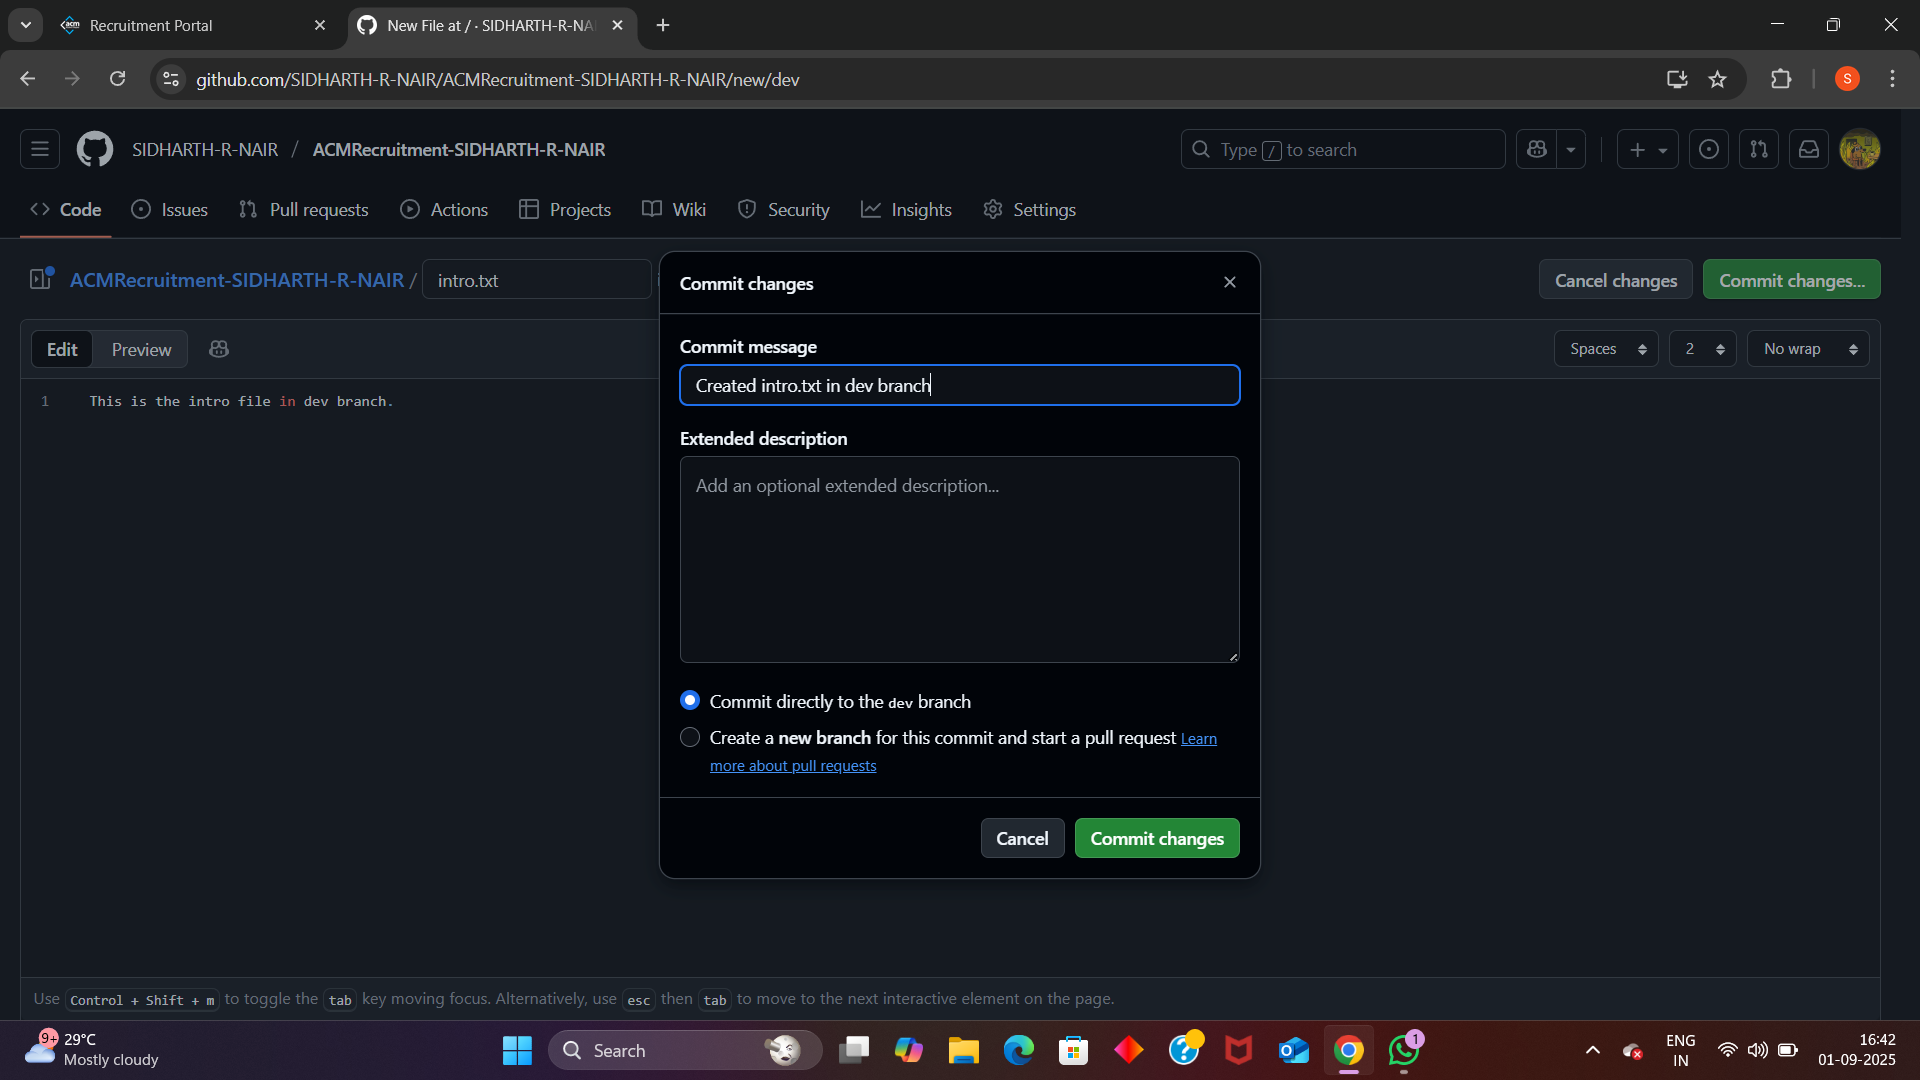 Recruitment Portal
New File at / · SIDHARTH-R-NA
github.com/SIDHARTH-R-NAIR/ACMRecruitment-SIDHARTH-R-NAIR/new/dev
S
SIDHARTH-R-NAIR / ACMRecruitment-SIDHARTH-R-NAIR
Type / to search
Code
Issues
Pull requests
Actions
Projects
Wiki
Security
Insights
Settings
ACMRecruitment-SIDHARTH-R-NAIR / intro.txt
Cancel changes
Commit changes...
Edit
Preview
Spaces
2
No wrap
1 This is the intro file in dev branch.
Commit changes
Commit message
Created intro.txt in dev branch
Extended description
Add an optional extended description...
Commit directly to the dev branch
Create a new branch for this commit and start a pull request Learn
more about pull requests
Cancel
Commit changes
Use Control + Shift + m to toggle the tab key moving focus. Alternatively, use esc then tab to move to the next interactive element on the page.
9+
29°C
Mostly cloudy
Search
1
ENG
IN
16:42
01-09-2025